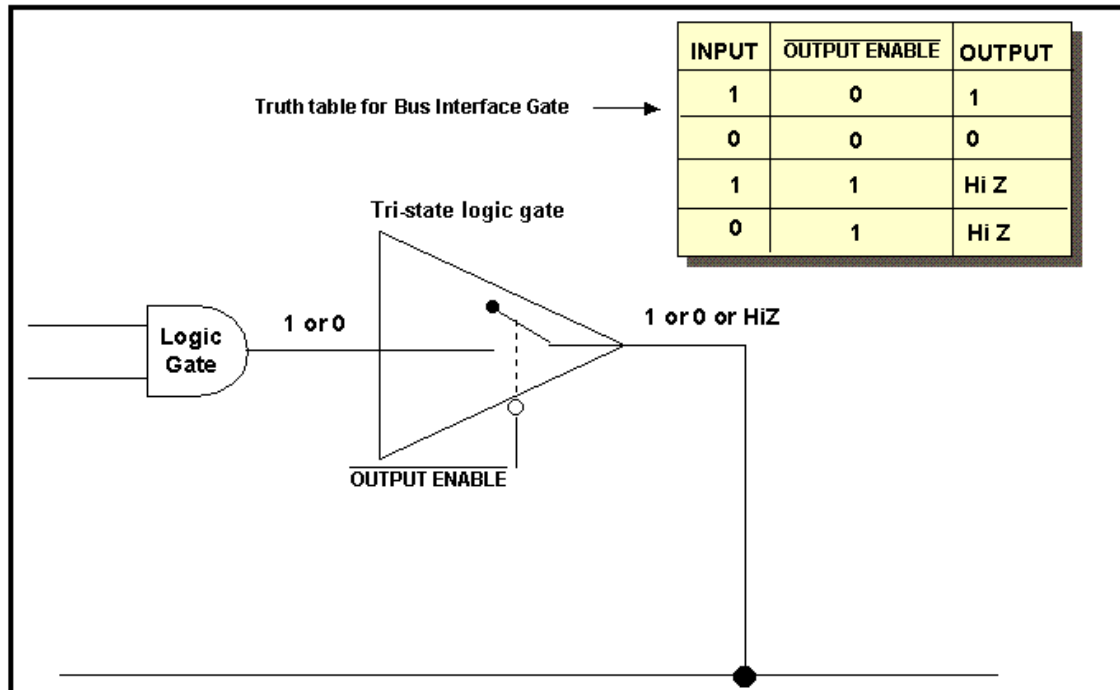 INPUT OUTPUT ENABLE OUTPUT
1 0 1
0 0 0
1 1 Hi Z
0 1 Hi Z
Truth table for Bus Interface Gate
Tri-state logic gate
Logic
Gate
1 or 0
1 or 0 or HiZ
OUTPUT ENABLE